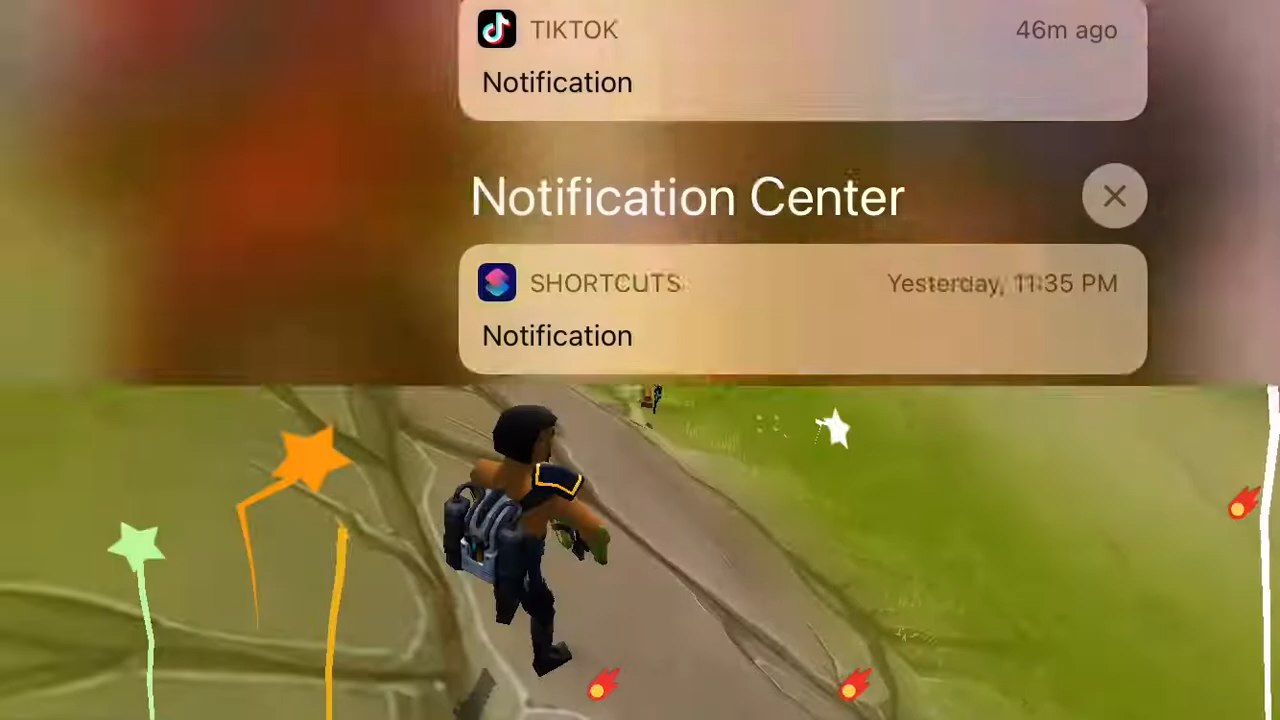 TIKTOK 46m ago
Notification
Notification Center
SHORTCUTS Yesterday, 11:35 PM
Notification